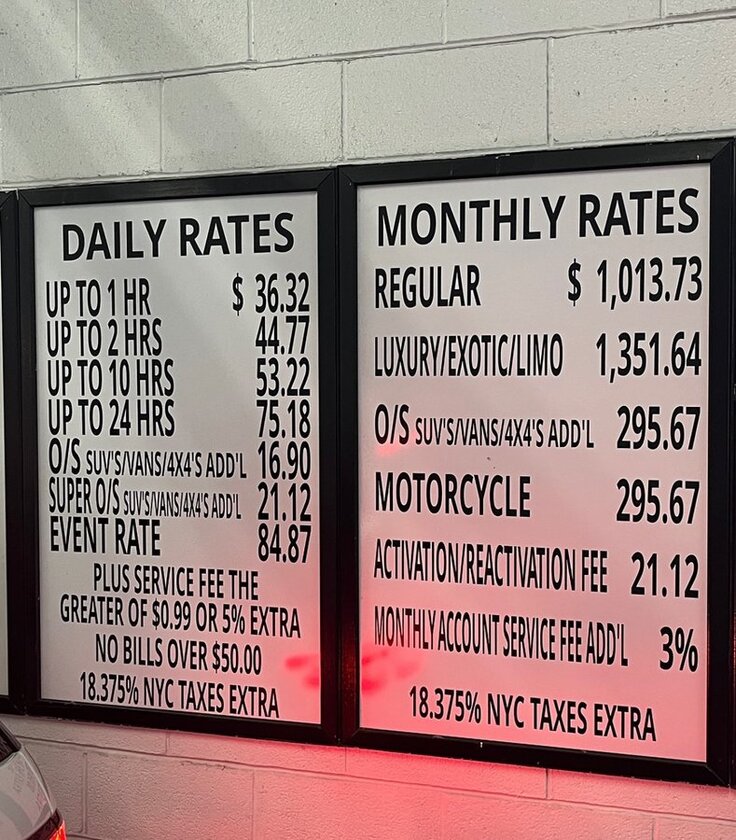 DAILY RATES
UP TO 1 HR $ 36.32
UP TO 2 HRS 44.77
UP TO 10 HRS 53.22
UP TO 24 HRS 75.18
O/S SUV'S/VANS/4X4'S ADD'L 16.90
SUPER O/S SUV'S/VANS/4X4'S ADD'L 21.12
EVENT RATE 84.87
PLUS SERVICE FEE THE
GREATER OF $0.99 OR 5% EXTRA
NO BILLS OVER $50.00
18.375% NYC TAXES EXTRA
MONTHLY RATES
REGULAR $ 1,013.73
LUXURY/EXOTIC/LIMO 1,351.64
O/S SUV'S/VANS/4X4'S ADD'L 295.67
MOTORCYCLE 295.67
ACTIVATION/REACTIVATION FEE 21.12
MONTHLY ACCOUNT SERVICE FEE ADD'L 3%
18.375% NYC TAXES EXTRA